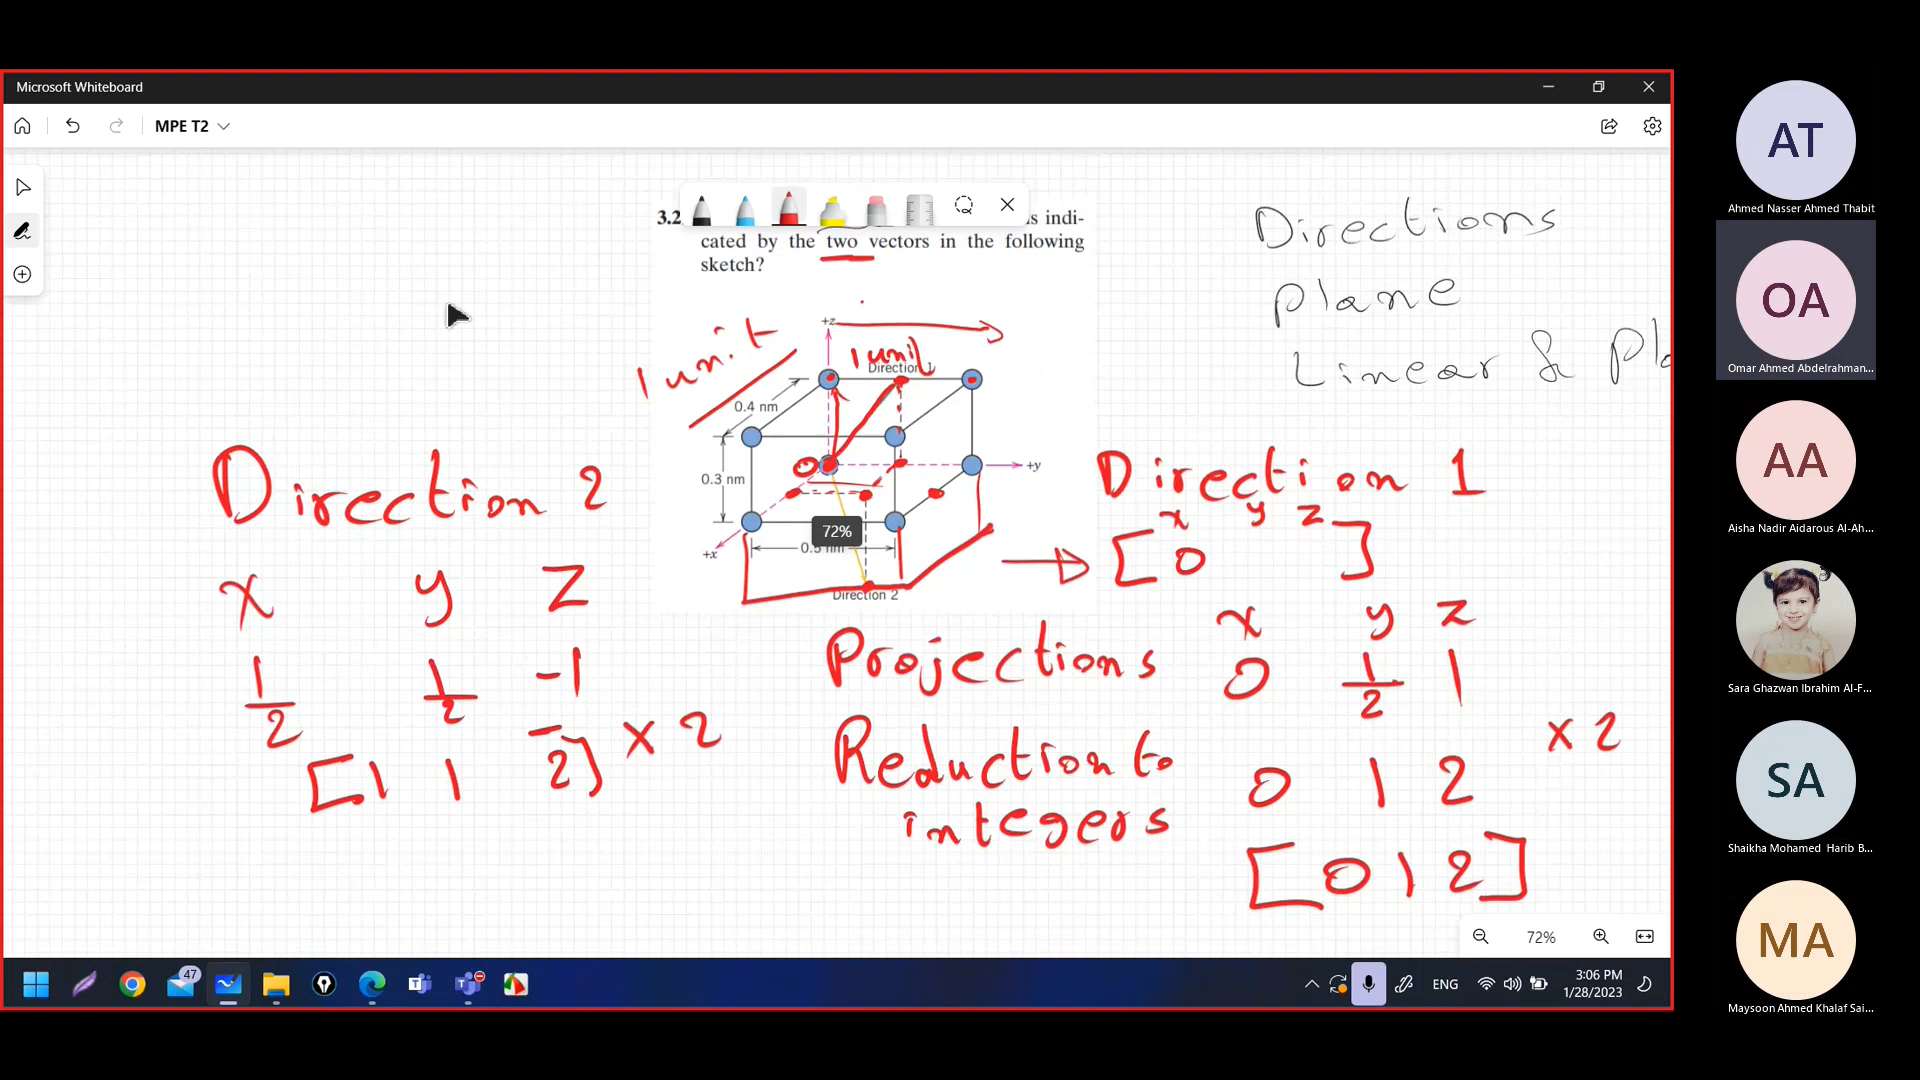 Microsoft Whiteboard
MPE T2
3.2
s indi-
cated by the two vectors in the following
sketch?
Directions
plane
Linear & Pla
+z
1 unit
1 unit
Direction 1
0.4 nm
0
+y
0.3 nm
72%
+x
0.5 nm
Direction 2
Direction 2
x y z
1/2 1/2 -1
× 2
[1 1 2̅]
Direction 1
x y z
[0 ]
x y z
Projections 0 1/2 1
× 2
Reduction to 0 1 2
integers
[0 1 2]
72%
47
ENG
3:06 PM
1/28/2023
AT
Ahmed Nasser Ahmed Thabit
OA
Omar Ahmed Abdelrahman...
AA
Aisha Nadir Aidarous Al-Ah...
Sara Ghazwan Ibrahim Al-F...
SA
Shaikha Mohamed Harib B...
MA
Maysoon Ahmed Khalaf Sai...